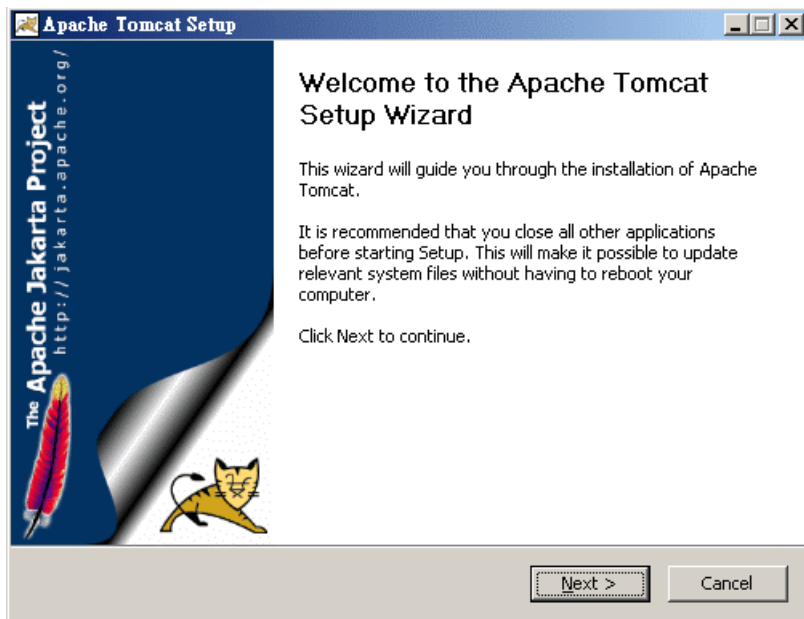 Apache Tomcat Setup
The Apache Jakarta Project
http://jakarta.apache.org/
Welcome to the Apache Tomcat
Setup Wizard
This wizard will guide you through the installation of Apache
Tomcat.
It is recommended that you close all other applications
before starting Setup. This will make it possible to update
relevant system files without having to reboot your
computer.
Click Next to continue.
Next >
Cancel